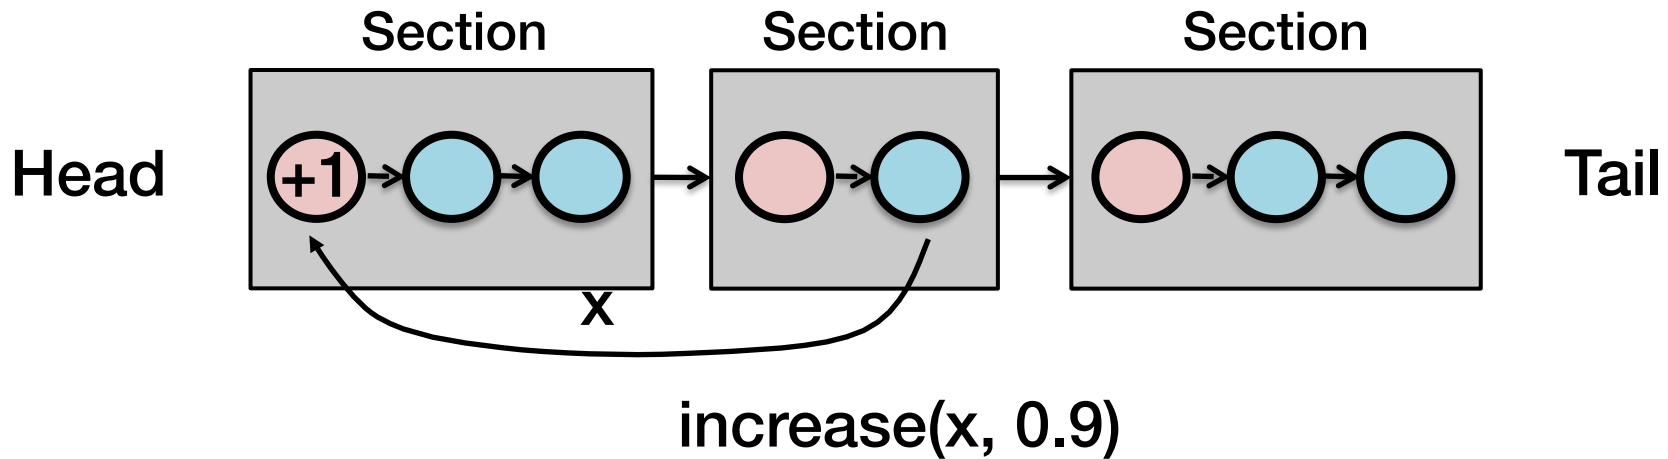 Section Section Section
Head +1 Tail
x
increase(x, 0.9)